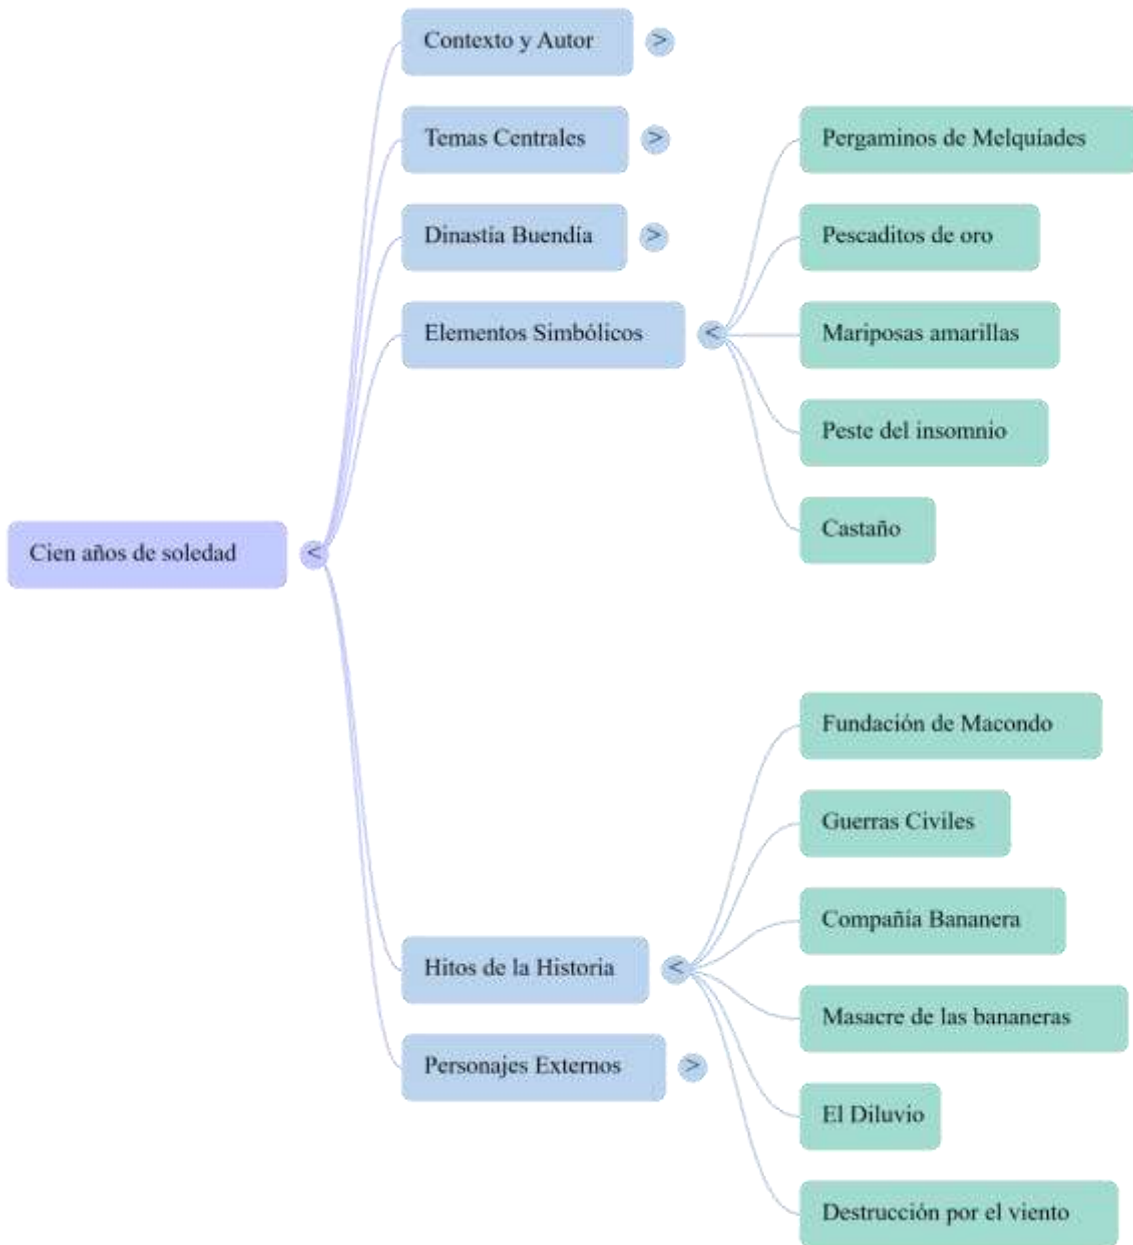 Cien años de soledad
Contexto y Autor
>
Temas Centrales
>
Dinastía Buendía
>
Elementos Simbólicos
<
Pergaminos de Melquíades
Pescaditos de oro
Mariposas amarillas
Peste del insomnio
Castaño
<
Hitos de la Historia
<
Fundación de Macondo
Guerras Civiles
Compañía Bananera
Masacre de las bananeras
El Diluvio
Destrucción por el viento
Personajes Externos
>